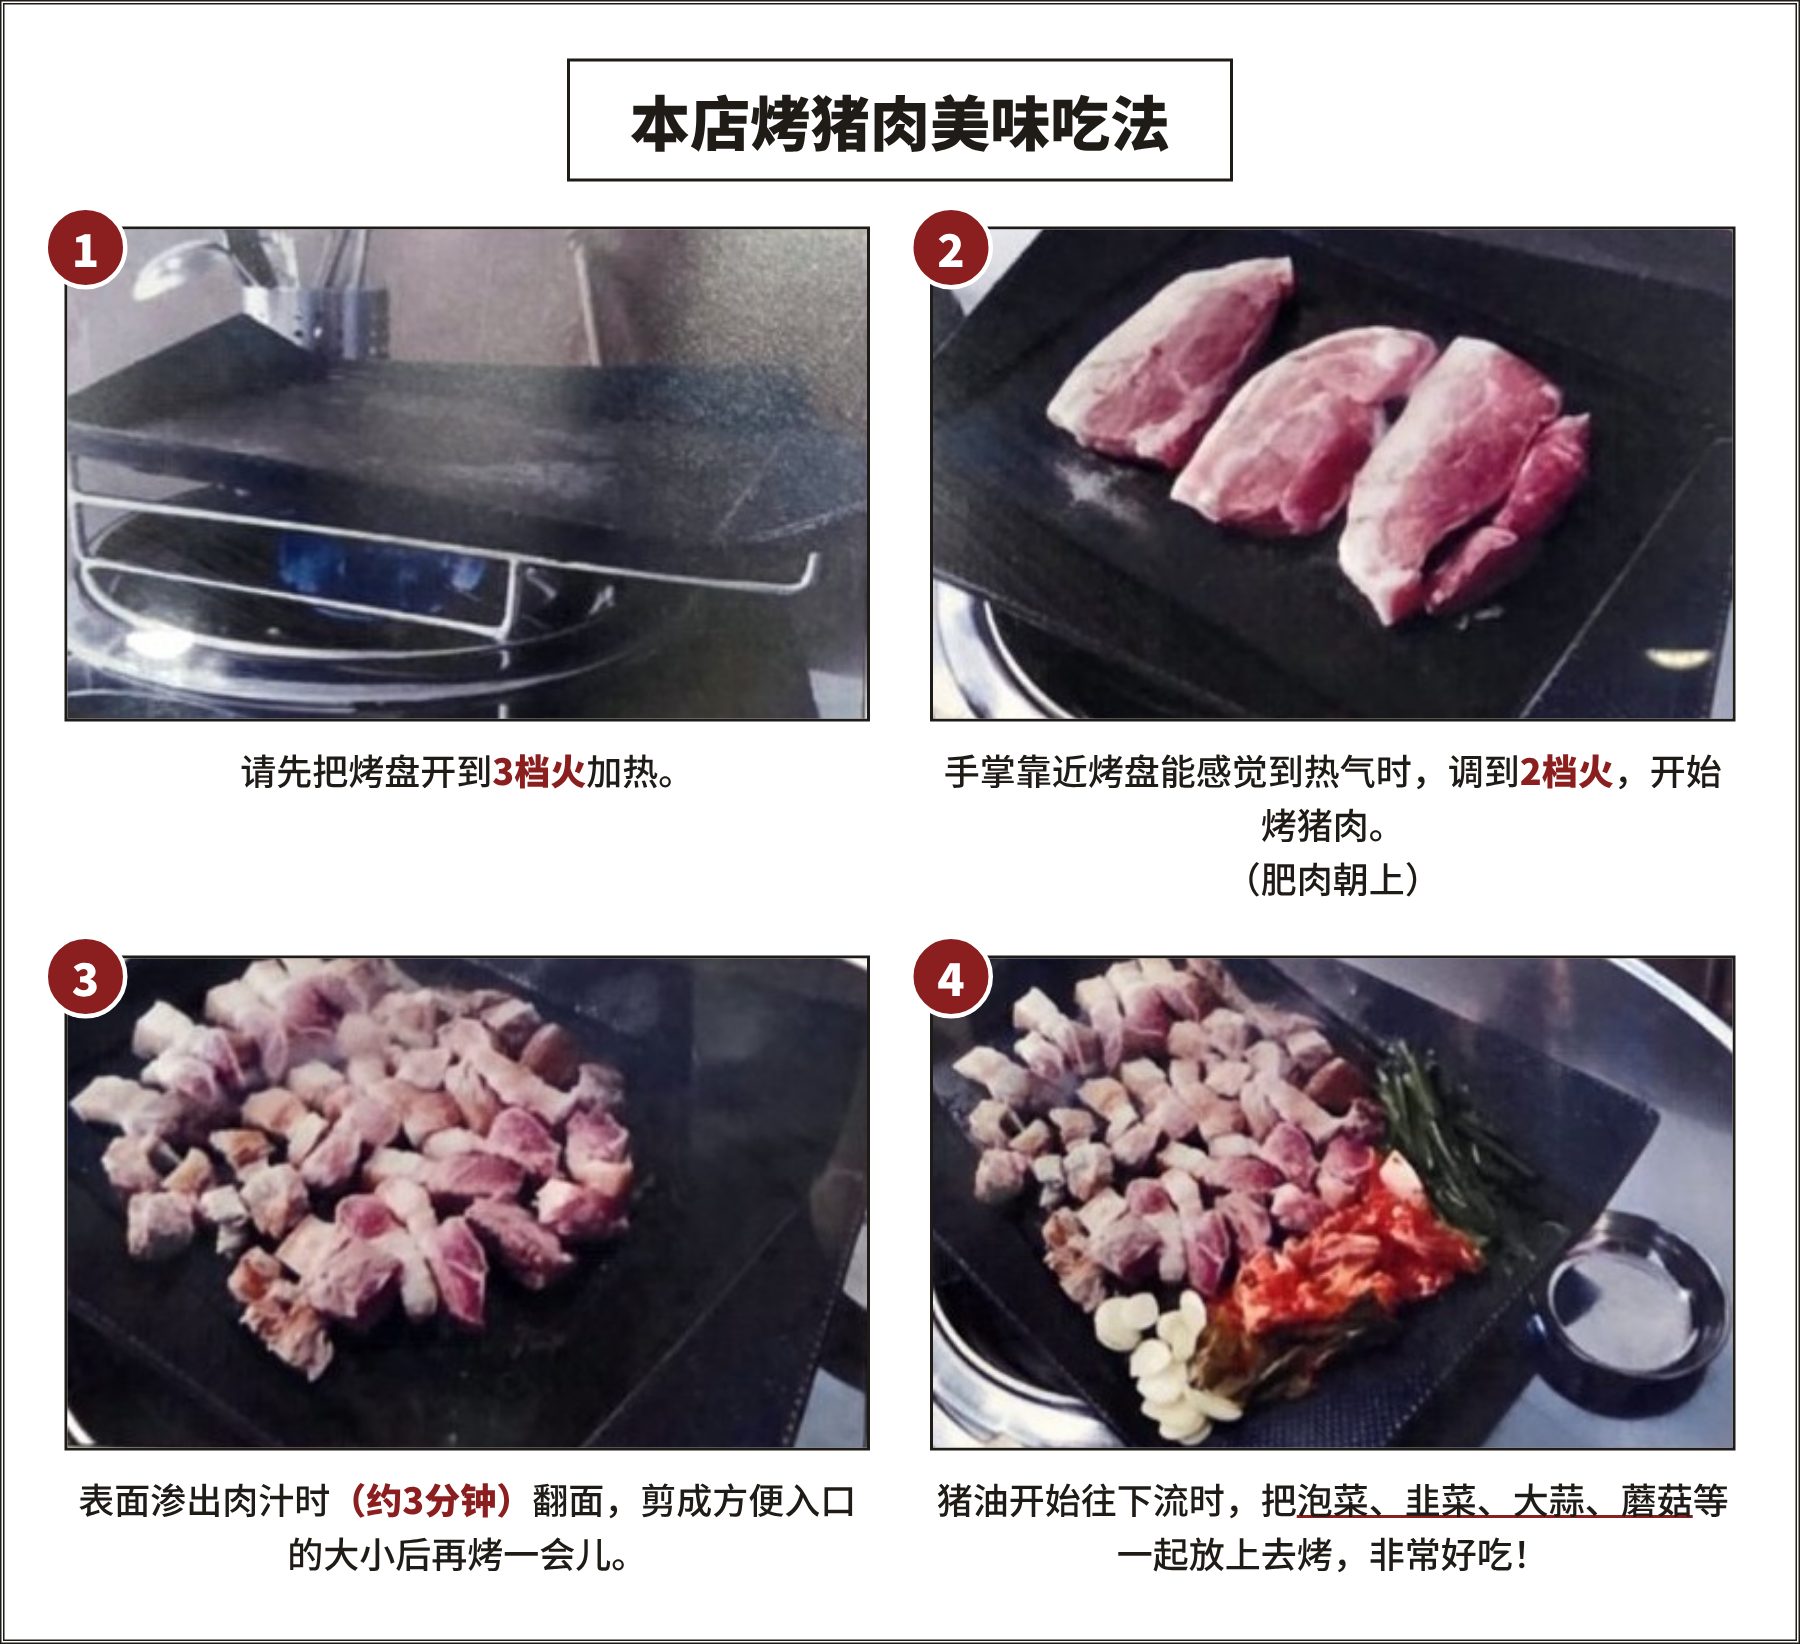 本店烤猪肉美味吃法
1
请先把烤盘开到3档火加热。
2
手掌靠近烤盘能感觉到热气时，调到2档火，开始
烤猪肉。
（肥肉朝上）
3
表面渗出肉汁时（约3分钟）翻面，剪成方便入口
的大小后再烤一会儿。
4
猪油开始往下流时，把泡菜、韭菜、大蒜、蘑菇等
一起放上去烤，非常好吃！